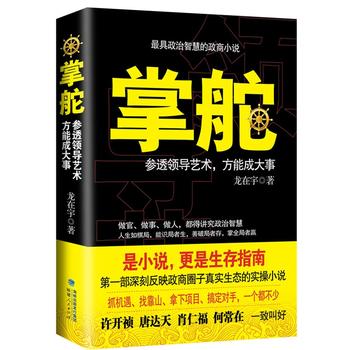 最具政治智慧的政商小说
掌舵
参透领导艺术，方能成大事
龙在宇◎著
做官、做事、做人，都得讲究政治智慧
人生如棋局，能识局者生，善破局者存，掌全局者赢
是小说，更是生存指南
第一部深刻反映政商圈子真实生态的实操小说
抓机遇、找靠山、拿下项目、搞定对手，一个都不少
许开祯 唐达天 肖仁福 何常在 一致叫好
掌舵
参透领导艺术
方能成大事
龙在宇◎著